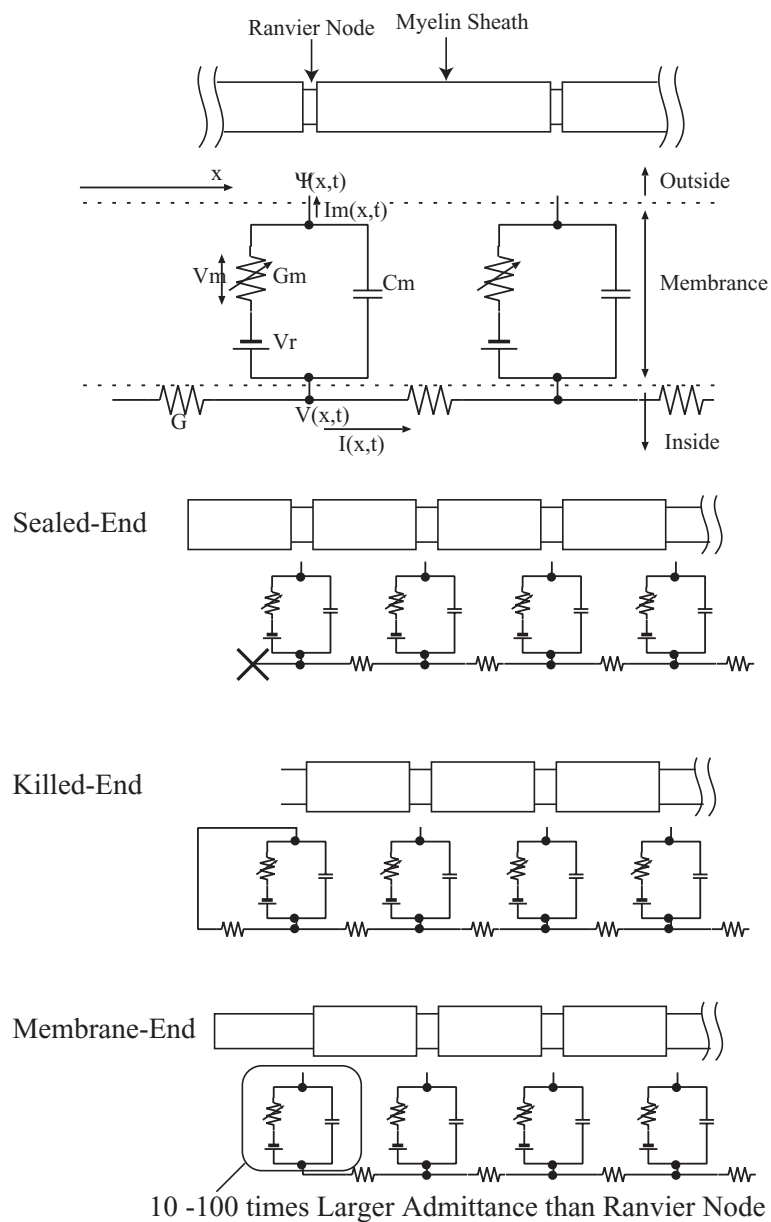 Ranvier Node
Myelin Sheath
x
Ψ(x,t)
Im(x,t)
Outside
Vm
Gm
Cm
Membrance
Vr
G
V(x,t)
I(x,t)
Inside
Sealed-End
Killed-End
Membrane-End
10 -100 times Larger Admittance than Ranvier Node